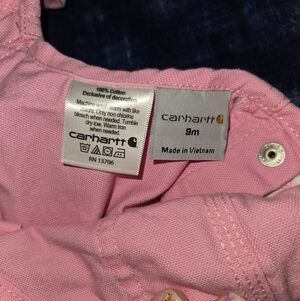 100% Cotton
Exclusive of decoration
Machine wash warm with like
colors. Only non chlorine
bleach when needed. Tumble
dry low. Warm iron
when needed.
carhartt
RN 13706
carhartt
9m
Made in Vietnam